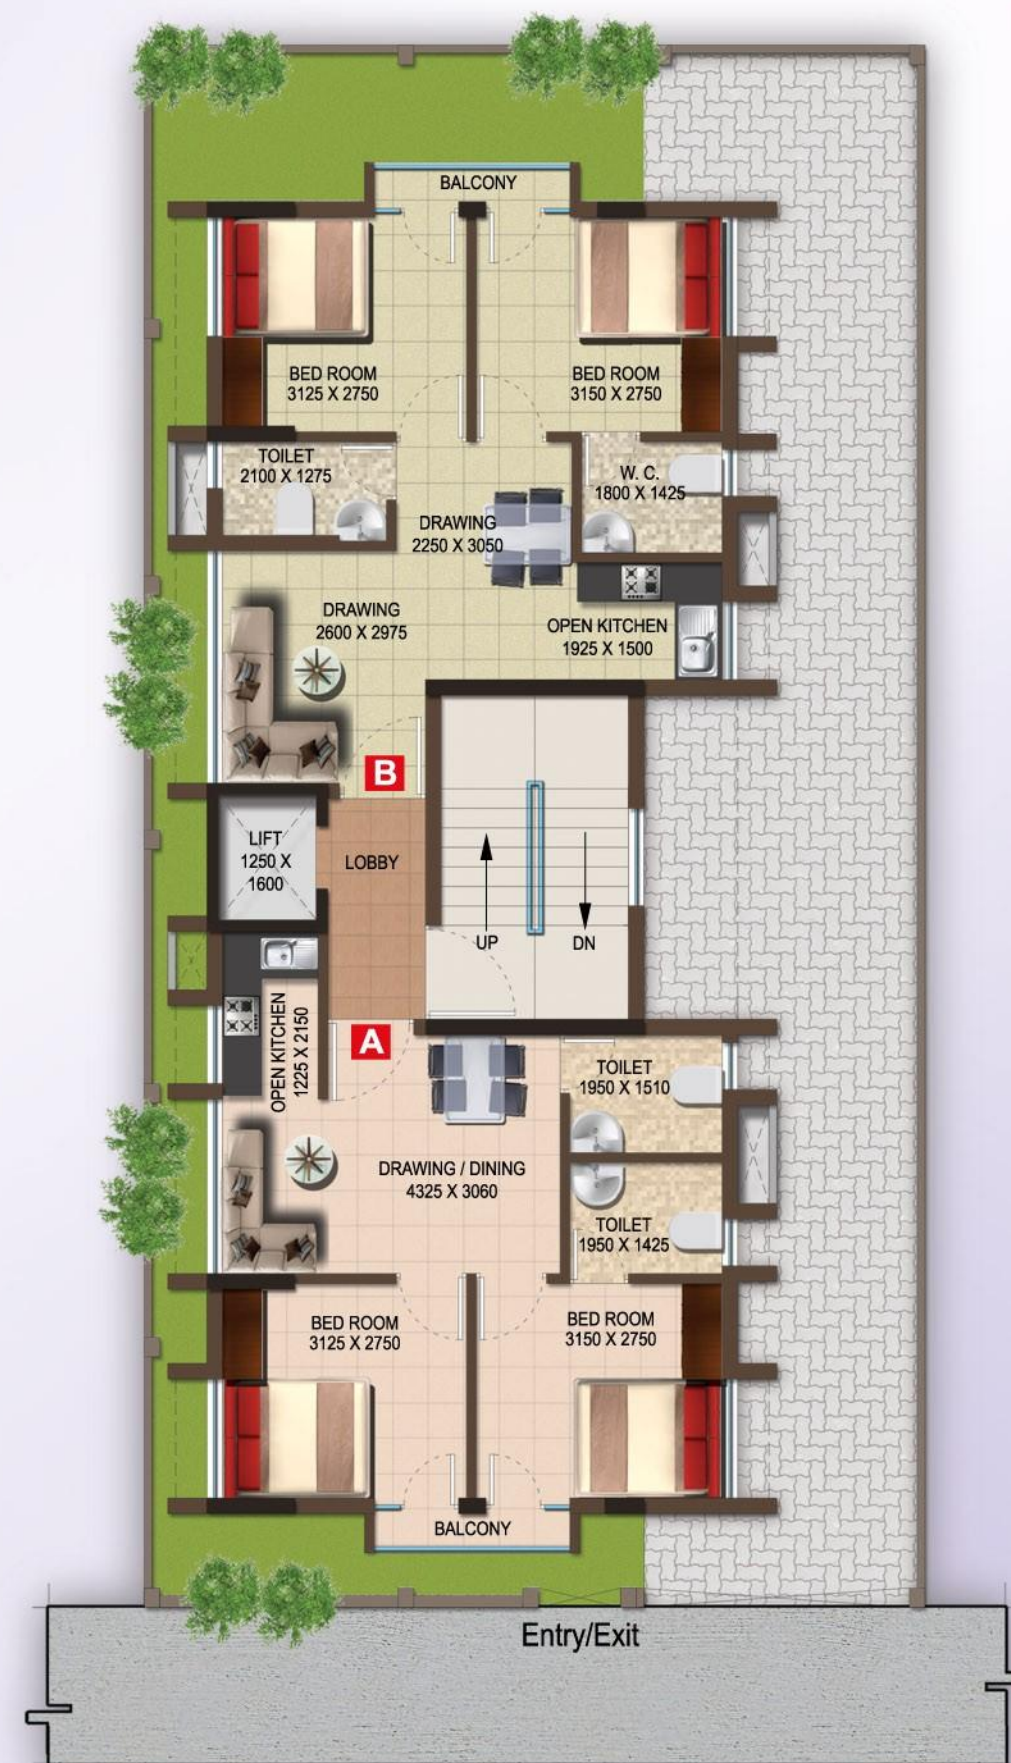 BALCONY
BED ROOM
3125 X 2750
BED ROOM
3150 X 2750
TOILET
2100 X 1275
W. C.
1800 X 1425
DRAWING
2250 X 3050
DRAWING
2600 X 2975
OPEN KITCHEN
1925 X 1500
B
LIFT
1250 X
1600
LOBBY
UP
DN
OPEN KITCHEN
1225 X 2150
A
TOILET
1950 X 1510
DRAWING / DINING
4325 X 3060
TOILET
1950 X 1425
BED ROOM
3125 X 2750
BED ROOM
3150 X 2750
BALCONY
Entry/Exit